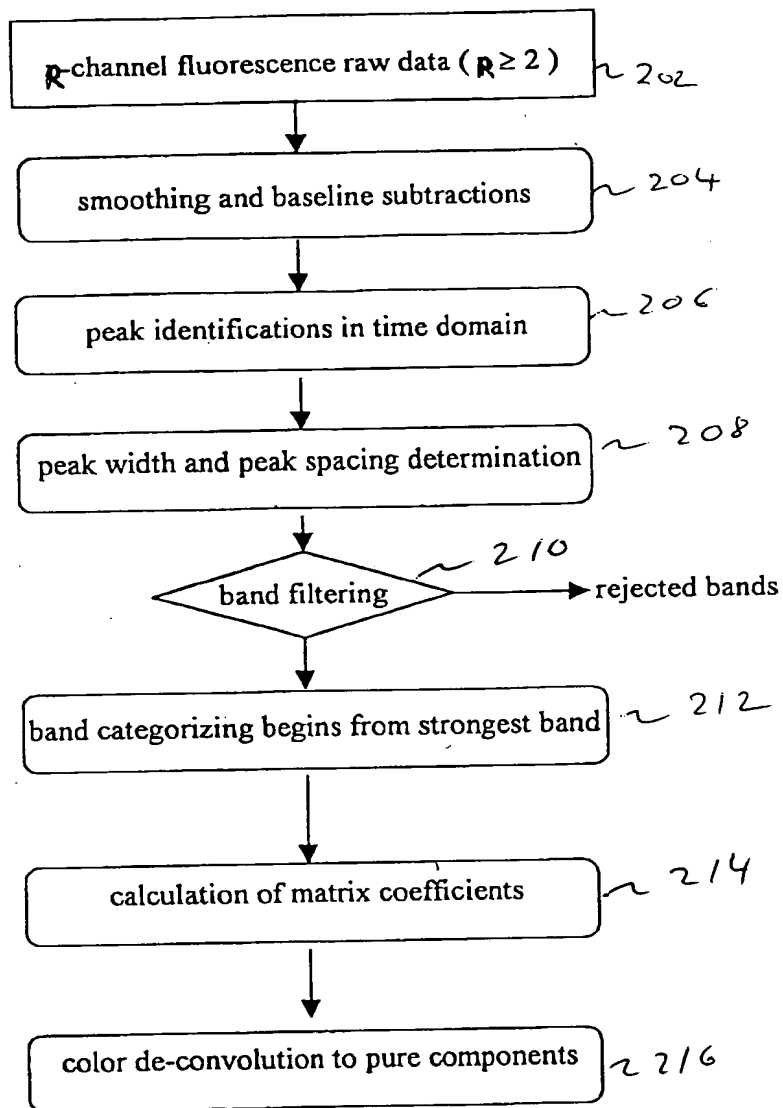 R-channel fluorescence raw data ( R ≥ 2 )
202
smoothing and baseline subtractions
204
peak identifications in time domain
206
peak width and peak spacing determination
208
band filtering
210
rejected bands
band categorizing begins from strongest band
212
calculation of matrix coefficients
214
color de-convolution to pure components
216